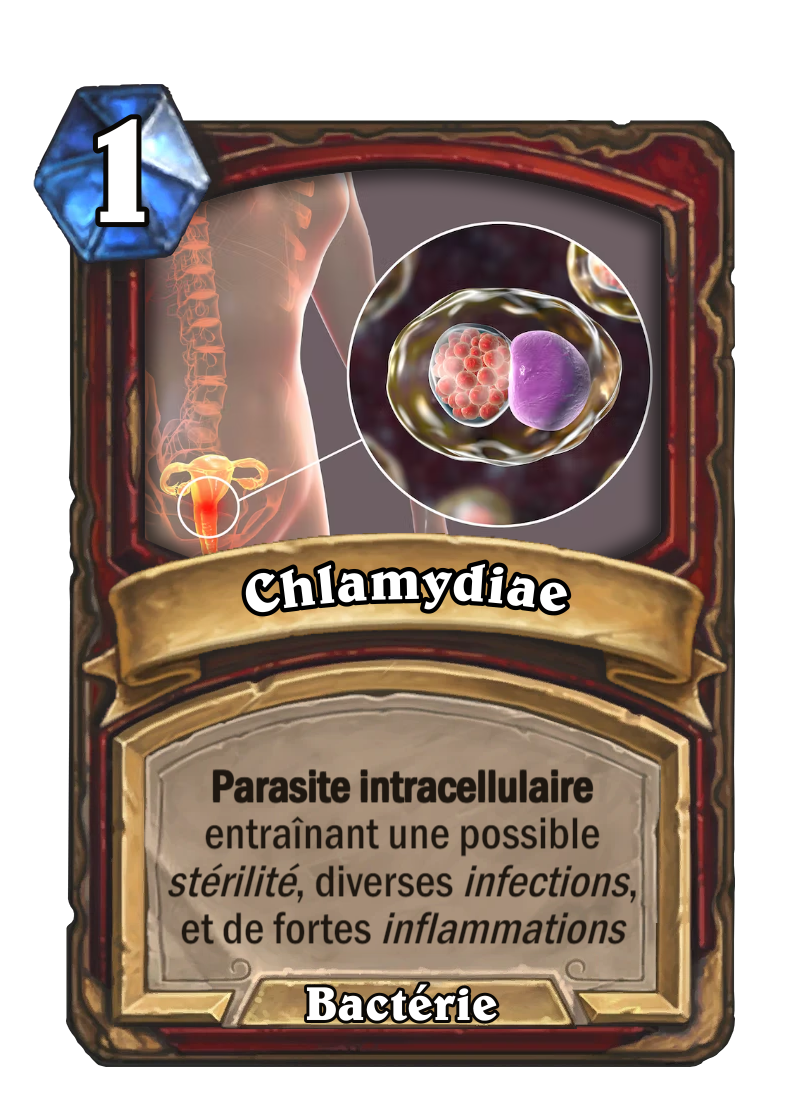 1
Chlamydiae
Parasite intracellulaire
entraînant une possible
stérilité, diverses infections,
et de fortes inflammations
Bactérie